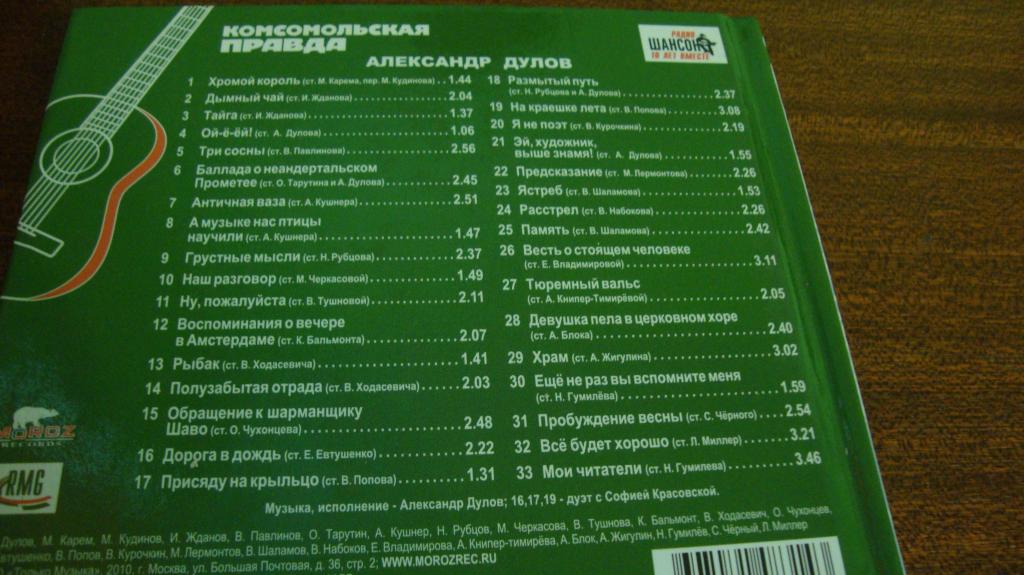 КОМСОМОЛЬСКАЯ
ПРАВДА
РАДИО
ШАНСОН
10 ЛЕТ ВМЕСТЕ
АЛЕКСАНДР ДУЛОВ
1 Хромой король (ст. М. Карема, пер. М. Кудинова) .. 1.44
2 Дымный чай (ст. И. Жданова) .......... 2.04
3 Тайга (ст. И. Жданова) .......... 1.37
4 Ой-ё-ёй! (ст. А. Дулова) .......... 1.06
5 Три сосны (ст. В. Павлинова) .......... 2.56
6 Баллада о неандертальском
Прометее (ст. О. Тарутина и А. Дулова) .......... 2.45
7 Античная ваза (ст. А. Кушнера) .......... 2.51
8 А музыке нас птицы
научили (ст. А. Кушнера) .......... 1.47
9 Грустные мысли (ст. Н. Рубцова) .......... 2.37
10 Наш разговор (ст. М. Черкасовой) .......... 1.49
11 Ну, пожалуйста (ст. В. Тушновой) .......... 2.11
12 Воспоминания о вечере
в Амстердаме (ст. К. Бальмонта) .......... 2.07
13 Рыбак (ст. В. Ходасевича) .......... 1.41
14 Полузабытая отрада (ст. В. Ходасевича) ...... 2.03
15 Обращение к шарманщику
Шаво (ст. О. Чухонцева) .......... 2.48
16 Дорога в дождь (ст. Е. Евтушенко) .......... 2.22
17 Присяду на крыльцо (ст. В. Попова) .......... 1.31
18 Размытый путь
(ст. Н. Рубцова и А. Дулова) .......... 2.37
19 На краешке лета (ст. В. Попова) .......... 3.08
20 Я не поэт (ст. В. Курочкина) .......... 2.19
21 Эй, художник,
выше знамя! (ст. А. Дулова) .......... 1.55
22 Предсказание (ст. М. Лермонтова) .......... 2.26
23 Ястреб (ст. В. Шаламова) .......... 1.53
24 Расстрел (ст. В. Набокова) .......... 2.26
25 Память (ст. В. Шаламова) .......... 2.42
26 Весть о стоящем человеке
(ст. Е. Владимировой) .......... 3.11
27 Тюремный вальс
(ст. А. Книпер-Тимирёвой) .......... 2.05
28 Девушка пела в церковном хоре
(ст. А. Блока) .......... 2.40
29 Храм (ст. А. Жигулина) .......... 3.02
30 Ещё не раз вы вспомните меня
(ст. Н. Гумилёва) .......... 1.59
31 Пробуждение весны (ст. С. Чёрного) .... 2.54
32 Всё будет хорошо (ст. Л. Миллер) ...... 3.21
33 Мои читатели (ст. Н. Гумилева) .......... 3.46
Музыка, исполнение - Александр Дулов; 16,17,19 - дуэт с Софией Красовской.
MOROZ
RECORDS
RMG
Дулов, М. Карем, М. Кудинов, И. Жданов, В. Павлинов, О. Тарутин, А. Кушнер, Н. Рубцов, М. Черкасова, В. Тушнова, К. Бальмонт, В. Ходасевич, О. Чухонцев,
Евтушенко, В. Попов, В. Курочкин, М. Лермонтов, В. Шаламов, В. Набоков, Е. Владимирова, А. Книпер-тимирёва, А. Блок, А. Жигулин, Н. Гумилёв, С. Чёрный, Л. Миллер
«Только Музыка», 2010, г. Москва, ул. Большая Почтовая, д. 36, стр. 2; WWW.MOROZREC.RU